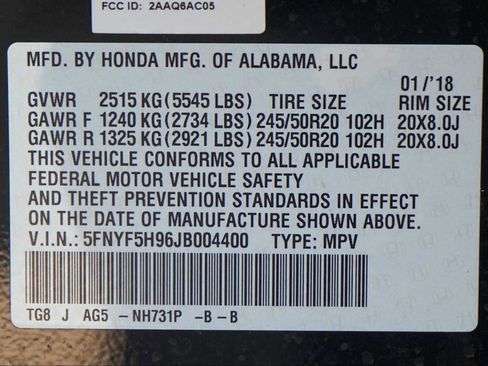 FCC ID: 2AAQ6AC05
MFD. BY HONDA MFG. OF ALABAMA, LLC
01/'18
GVWR 2515 KG (5545 LBS) TIRE SIZE RIM SIZE
GAWR F 1240 KG (2734 LBS) 245/50R20 102H 20X8.0J
GAWR R 1325 KG (2921 LBS) 245/50R20 102H 20X8.0J
THIS VEHICLE CONFORMS TO ALL APPLICABLE
FEDERAL MOTOR VEHICLE SAFETY
AND THEFT PREVENTION STANDARDS IN EFFECT
ON THE DATE OF MANUFACTURE SHOWN ABOVE.
V.I.N.: 5FNYF5H96JB004400 TYPE: MPV
TG8 J AG5 -NH731P -B-B